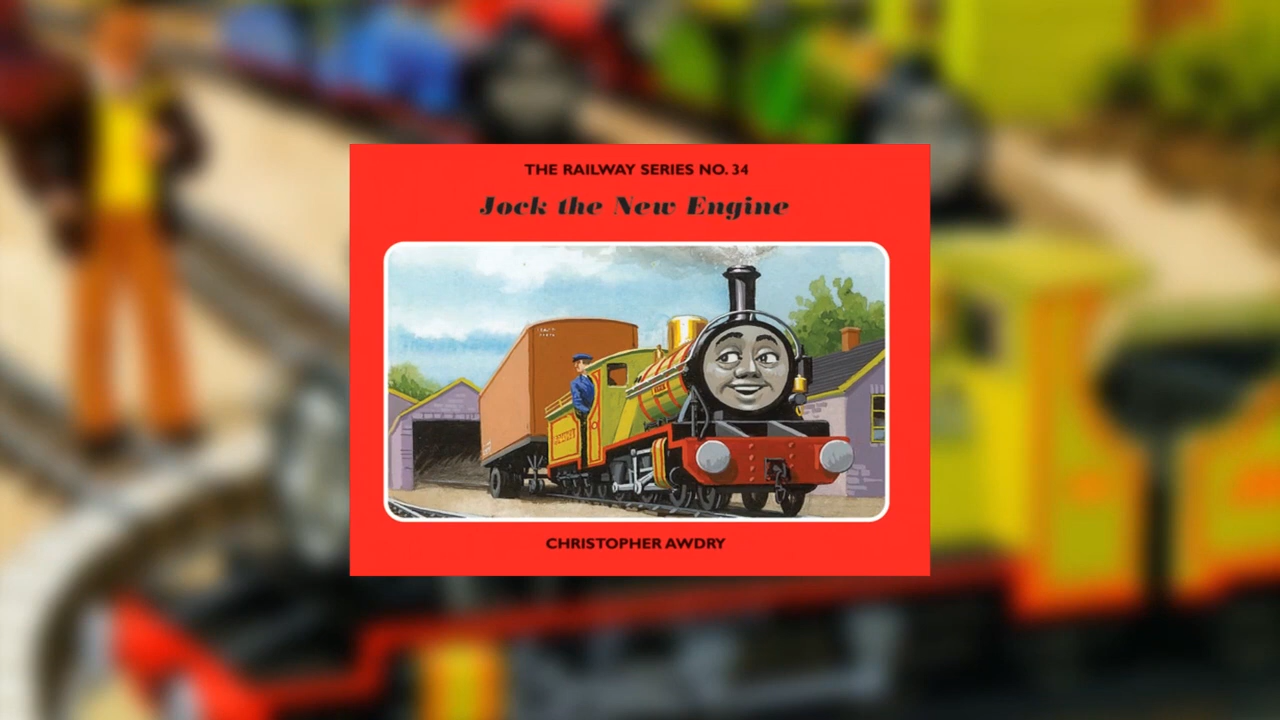 THE RAILWAY SERIES NO. 34
Jock the New Engine
CHRISTOPHER AWDRY